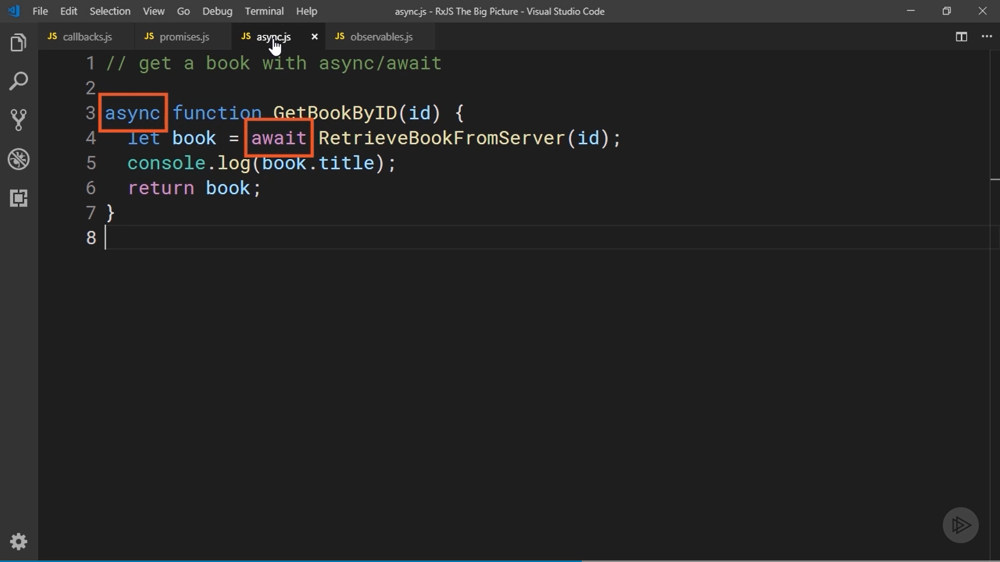 File Edit Selection View Go Debug Terminal Help async.js - RxJS The Big Picture - Visual Studio Code
JS callbacks.js JS promises.js JS async.js JS observables.js
1 // get a book with async/await
2
3 async function GetBookByID(id) {
4 let book = await RetrieveBookFromServer(id);
5 console.log(book.title);
6 return book;
7 }
8